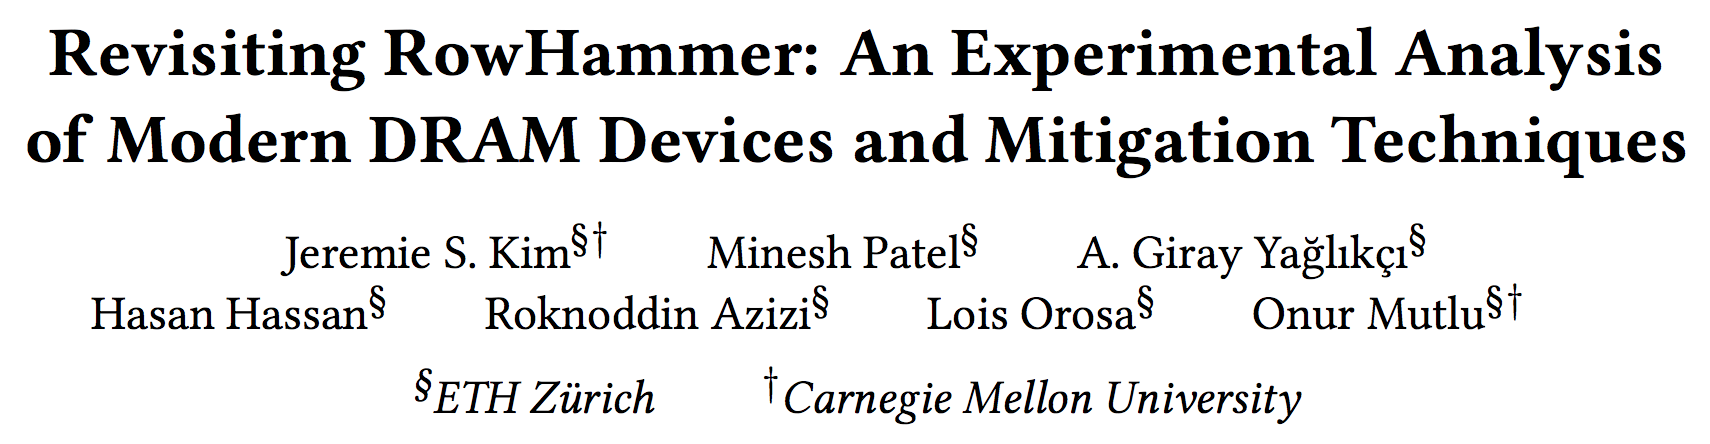 Revisiting RowHammer: An Experimental Analysis
of Modern DRAM Devices and Mitigation Techniques
Jeremie S. Kim§† Minesh Patel§ A. Giray Yağlıkçı§
Hasan Hassan§ Roknoddin Azizi§ Lois Orosa§ Onur Mutlu§†
§ETH Zürich †Carnegie Mellon University